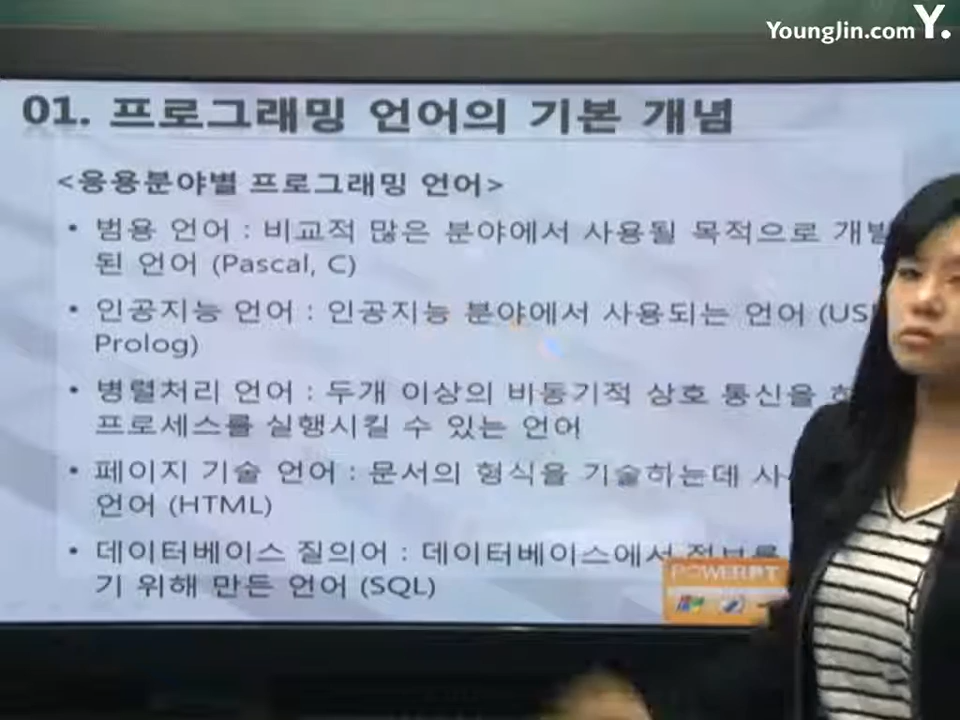 YoungJin.com Y.
01. 프로그래밍 언어의 기본 개념
<응용분야별 프로그래밍 언어>
• 범용 언어 : 비교적 많은 분야에서 사용될 목적으로 개발
된 언어 (Pascal, C)
• 인공지능 언어 : 인공지능 분야에서 사용되는 언어
Prolog)
• 병렬처리 언어 : 두개 이상의 비동기적 상호 통신을
프로세스를 실행시킬 수 있는 언어
• 페이지 기술 언어 : 문서의 형식을 기술하는데
언어 (HTML)
• 데이터베이스 질의어 : 데이터베이스에서 정보를
기 위해 만든 언어 (SQL)
POWERPT